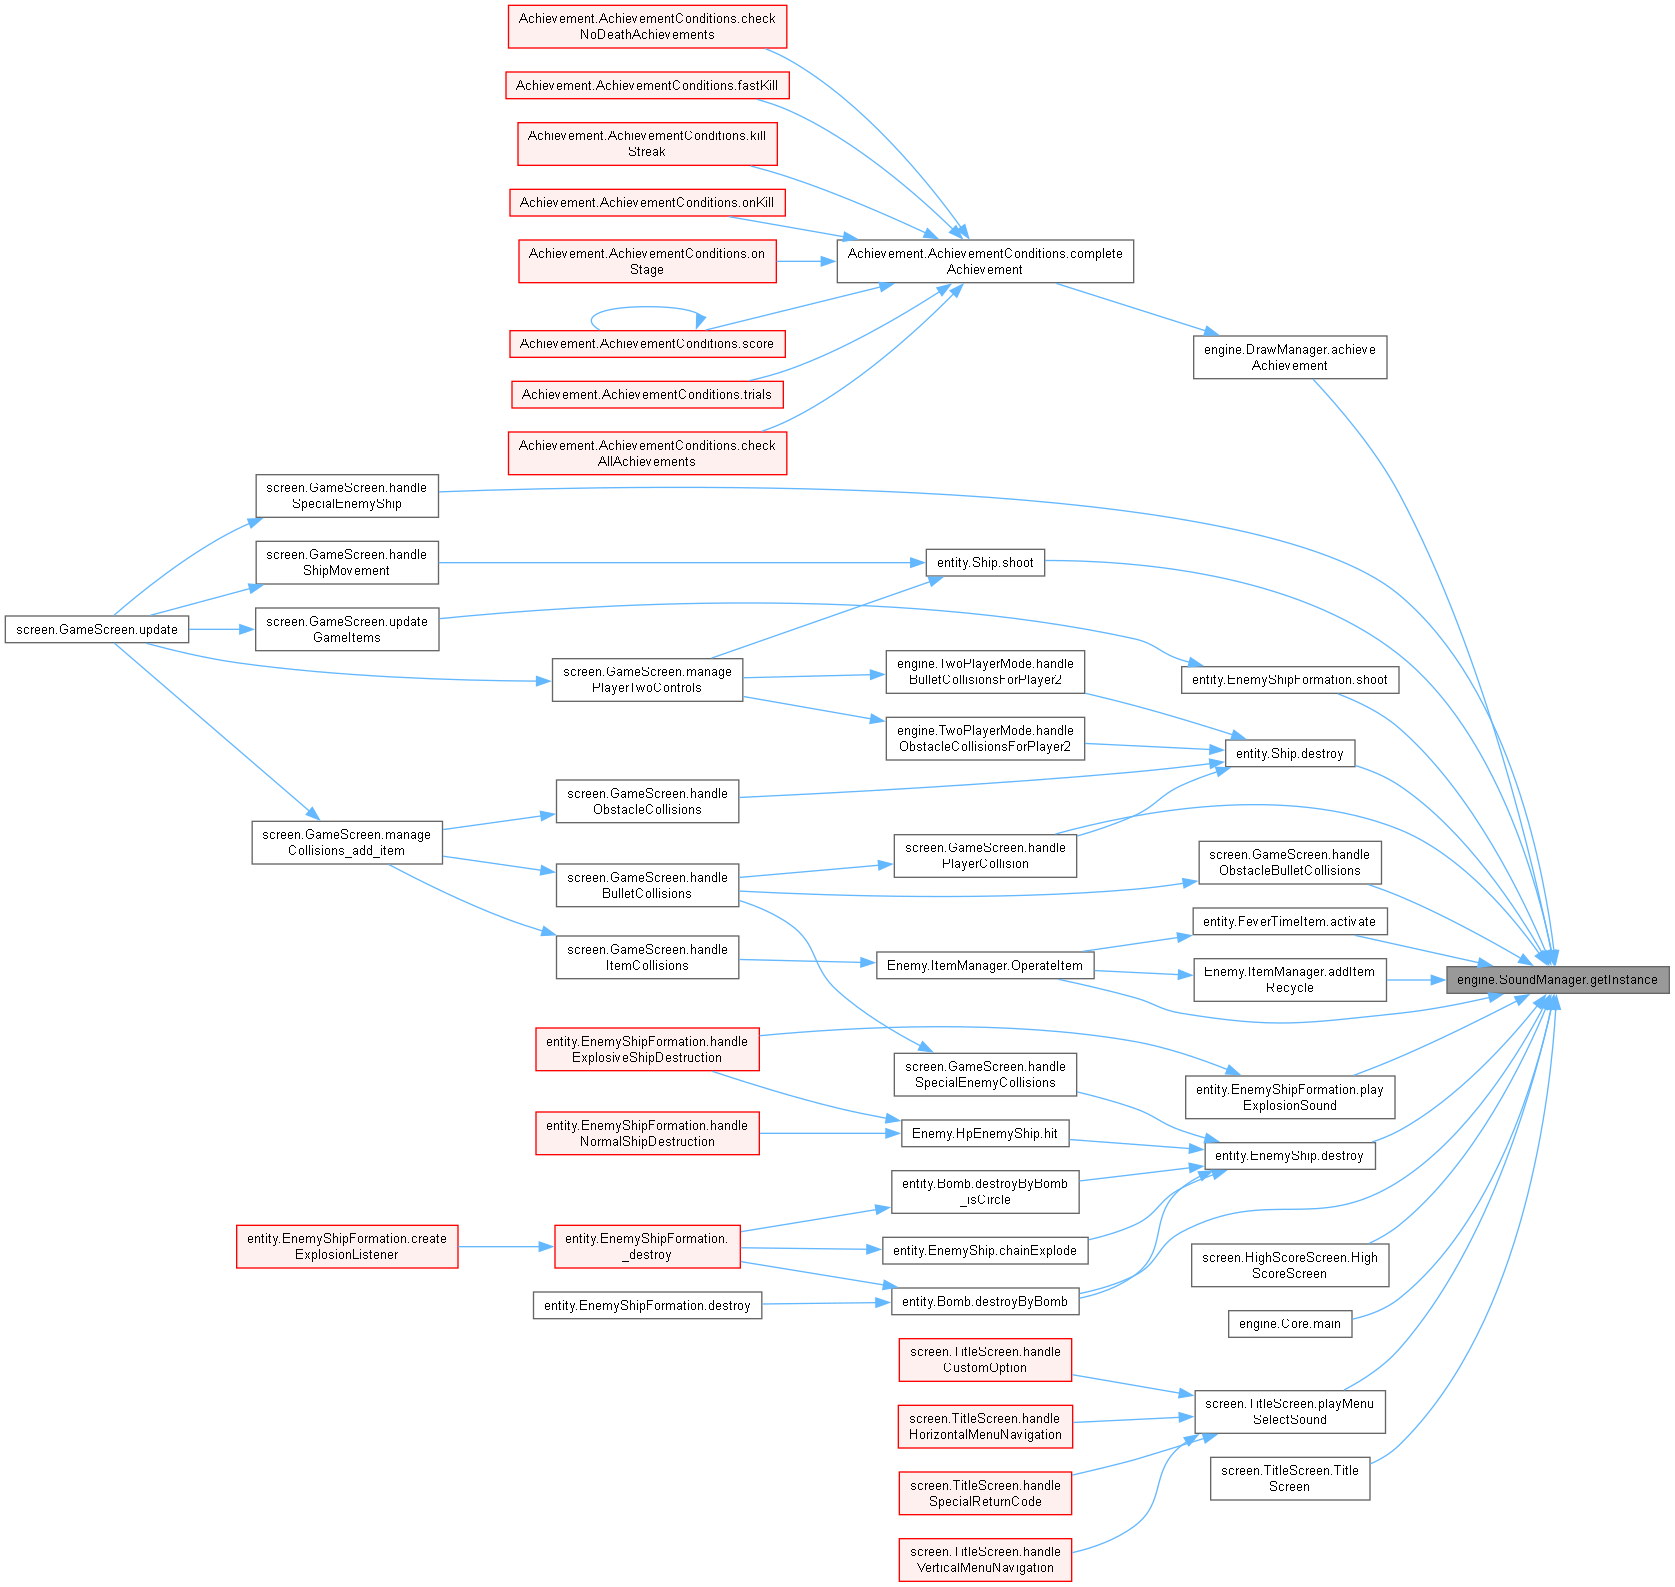 Achievement.AchievementConditions.check
NoDeathAchievements
Achievement.AchievementConditions.fastKill
Achievement.AchievementConditions.kill
Streak
Achievement.AchievementConditions.onKill
Achievement.AchievementConditions.on
Stage
Achievement.AchievementConditions.score
Achievement.AchievementConditions.trials
Achievement.AchievementConditions.check
AllAchievements
Achievement.AchievementConditions.complete
Achievement
engine.DrawManager.achieve
Achievement
screen.GameScreen.handle
SpecialEnemyShip
screen.GameScreen.handle
ShipMovement
screen.GameScreen.update
screen.GameScreen.update
GameItems
entity.Ship.shoot
screen.GameScreen.manage
PlayerTwoControls
engine.TwoPlayerMode.handle
BulletCollisionsForPlayer2
engine.TwoPlayerMode.handle
ObstacleCollisionsForPlayer2
entity.EnemyShipFormation.shoot
entity.Ship.destroy
screen.GameScreen.handle
ObstacleCollisions
screen.GameScreen.manage
Collisions_add_item
screen.GameScreen.handle
BulletCollisions
screen.GameScreen.handle
PlayerCollision
screen.GameScreen.handle
ObstacleBulletCollisions
screen.GameScreen.handle
ItemCollisions
Enemy.ItemManager.OperateItem
entity.FeverTimeItem.activate
Enemy.ItemManager.addItem
Recycle
engine.SoundManager.getInstance
entity.EnemyShipFormation.handle
ExplosiveShipDestruction
screen.GameScreen.handle
SpecialEnemyCollisions
entity.EnemyShipFormation.play
ExplosionSound
entity.EnemyShipFormation.handle
NormalShipDestruction
Enemy.HpEnemyShip.hit
entity.EnemyShip.destroy
entity.Bomb.destroyByBomb
_isCircle
entity.EnemyShipFormation.create
ExplosionListener
entity.EnemyShipFormation.
_destroy
entity.EnemyShip.chainExplode
entity.EnemyShipFormation.destroy
entity.Bomb.destroyByBomb
screen.HighScoreScreen.High
ScoreScreen
engine.Core.main
screen.TitleScreen.handle
CustomOption
screen.TitleScreen.handle
HorizontalMenuNavigation
screen.TitleScreen.playMenu
SelectSound
screen.TitleScreen.handle
SpecialReturnCode
screen.TitleScreen.Title
Screen
screen.TitleScreen.handle
VerticalMenuNavigation